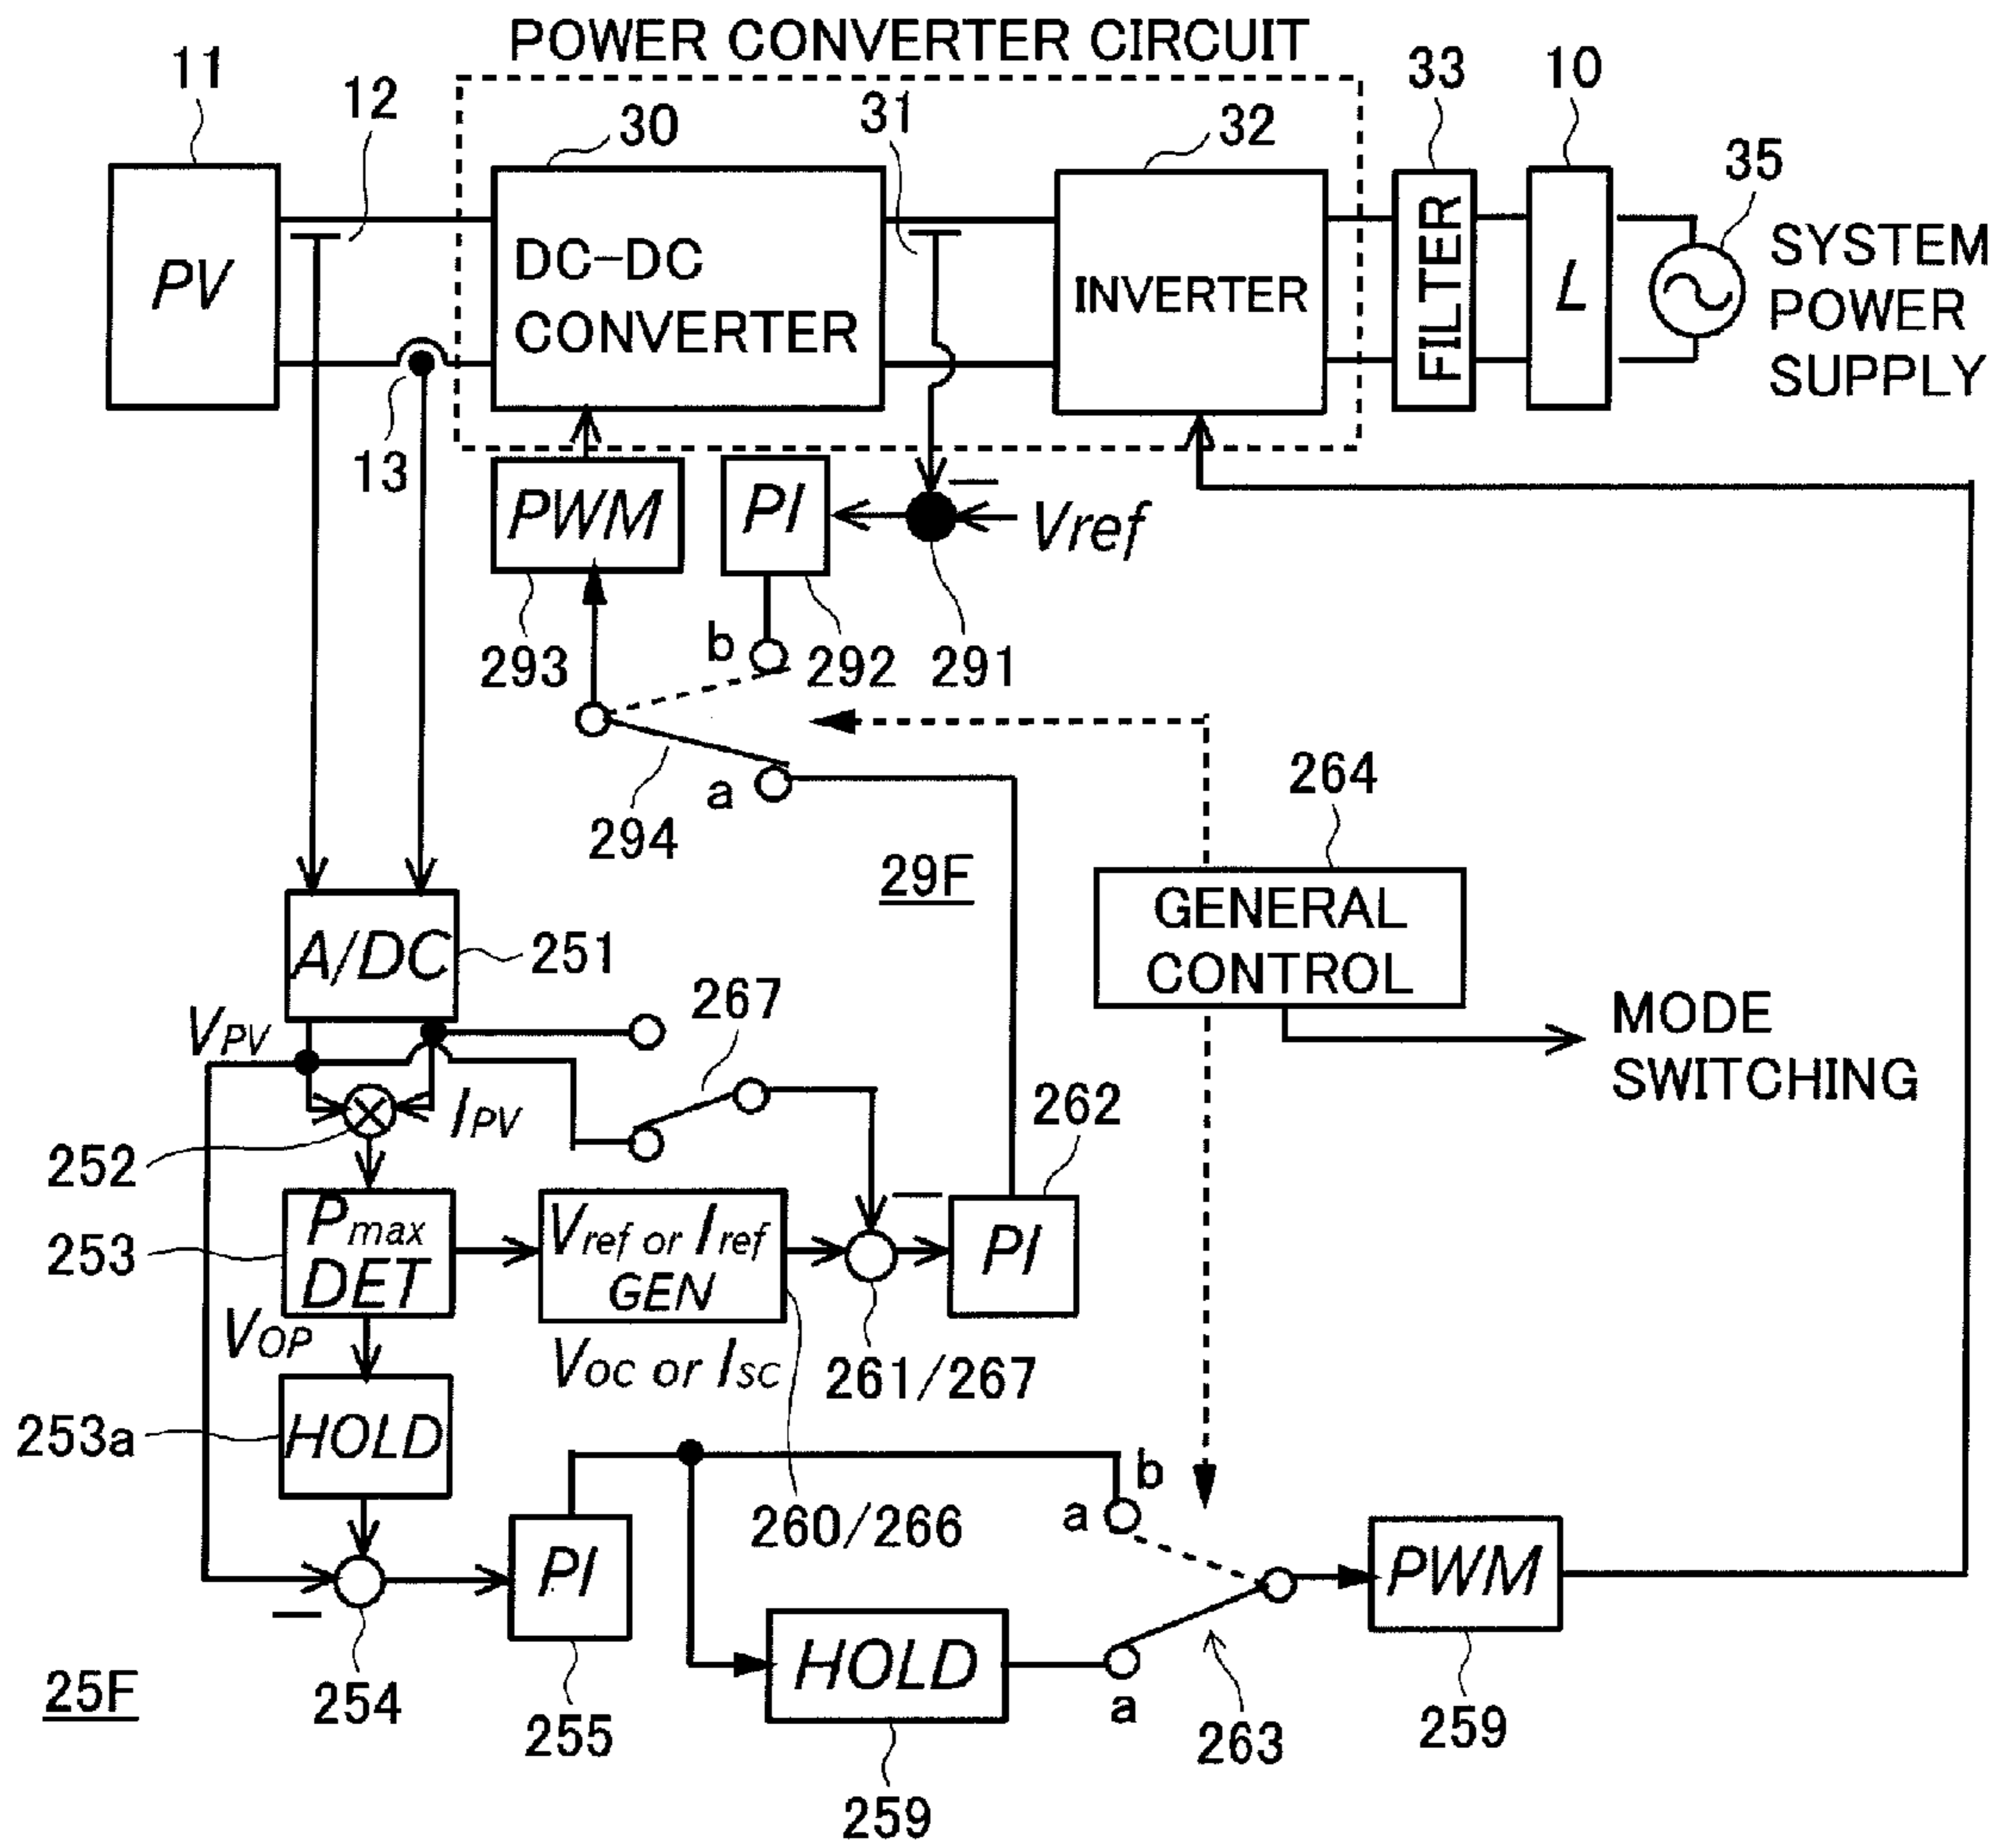 POWER CONVERTER CIRCUIT
11
12
30
31
32
33
10
35
PV
DC-DC
CONVERTER
INVERTER
FILTER
L
SYSTEM
POWER
SUPPLY
13
PWM
PI
Vref
293
b
292
291
a
294
264
29F
GENERAL
CONTROL
A/DC
251
267
MODE
SWITCHING
VPV
IPV
252
262
253
Pmax
DET
Vref or Iref
GEN
PI
VOP
VOC or ISC
261/267
253a
HOLD
260/266
b
a
PI
PWM
HOLD
a
254
255
263
259
25F
259